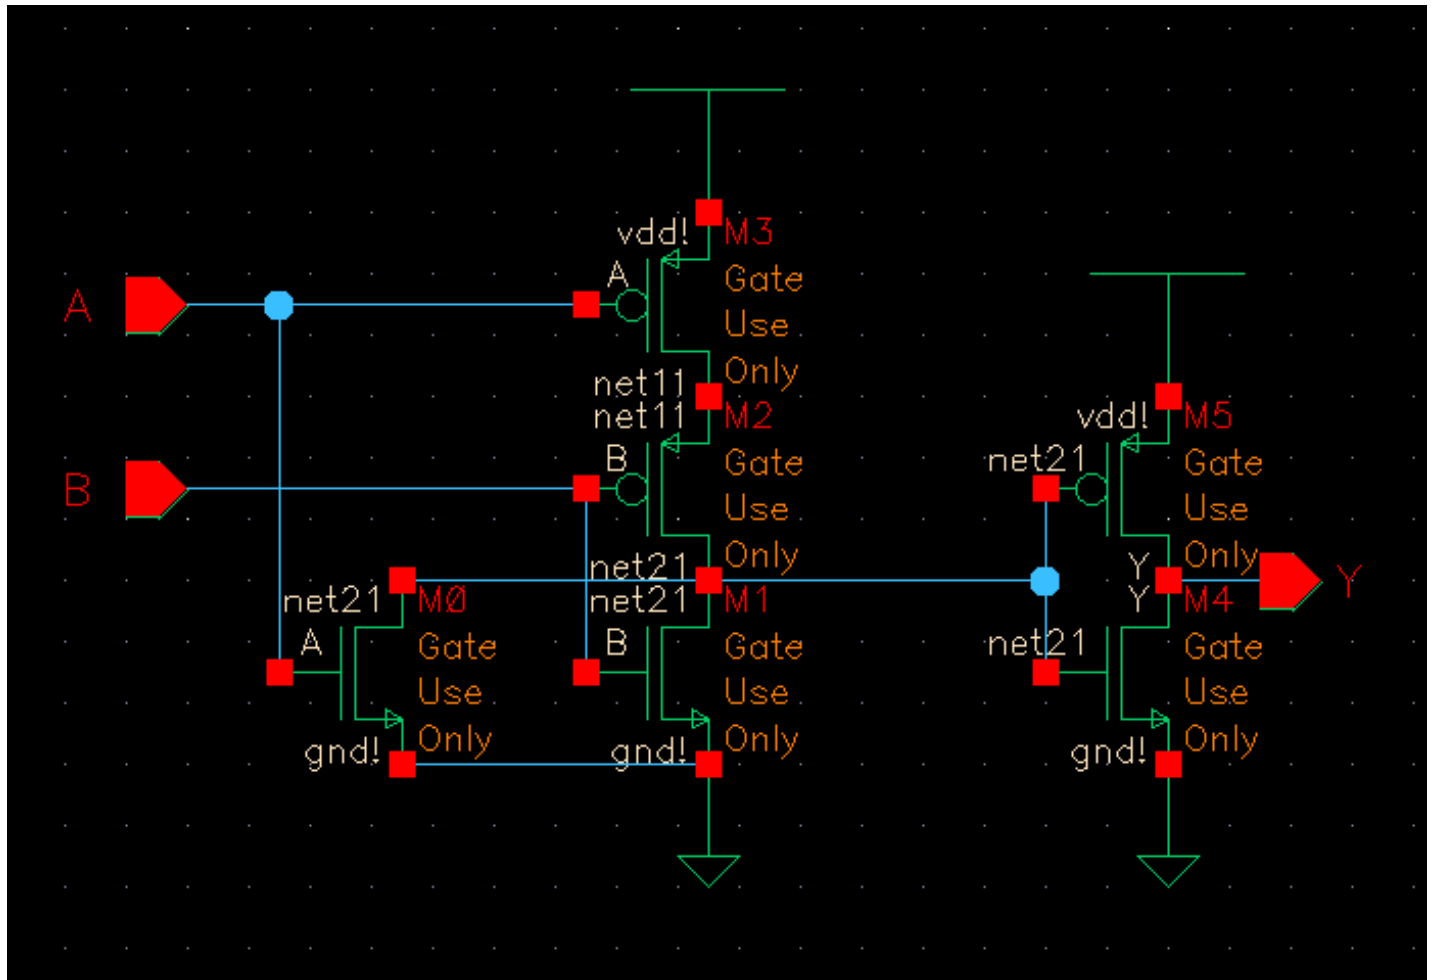 vdd! M3
A Gate
A Use
Only
net11
net11 M2
vdd! M5
B Gate
net21 Gate
B Use
Use
Only
Only
net21
Y
Y
net21 M0
net21 M1
Y M4
A Gate
B Gate
net21 Gate
Use
Use
Use
Only
Only
Only
gnd!
gnd!
gnd!